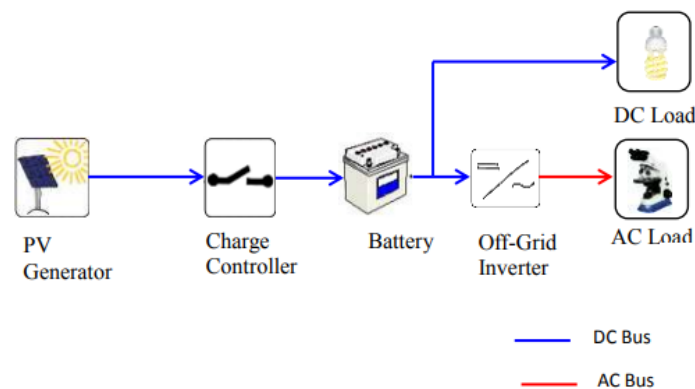 DC Load
PV
Generator
Charge
Controller
Battery
Off-Grid
Inverter
AC Load
DC Bus
AC Bus